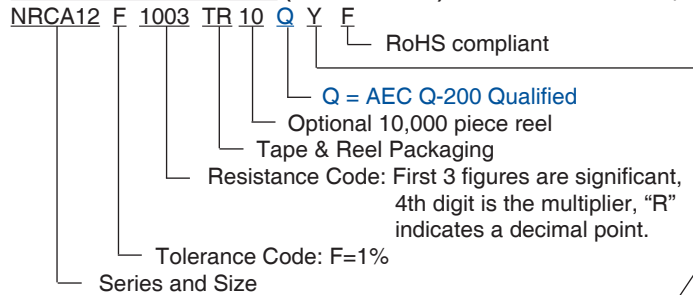 NRCA12 F 1003 TR 10 Q Y F
RoHS compliant
Q = AEC Q-200 Qualified
Optional 10,000 piece reel
Tape & Reel Packaging
Resistance Code: First 3 figures are significant,
4th digit is the multiplier, “R”
indicates a decimal point.
Tolerance Code: F=1%
Series and Size